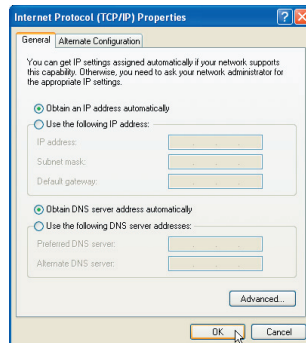 Internet Protocol (TCP/IP) Properties
General
Alternate Configuration
You can get IP settings assigned automatically if your network supports
this capability. Otherwise, you need to ask your network administrator for
the appropriate IP settings.
Obtain an IP address automatically
Use the following IP address:
IP address:
Subnet mask:
Default gateway:
Obtain DNS server address automatically
Use the following DNS server addresses:
Preferred DNS server:
Alternate DNS server:
Advanced...
OK
Cancel